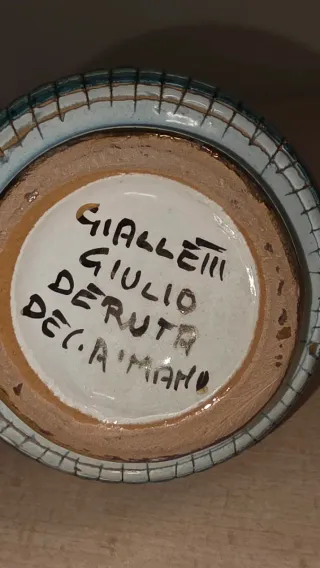 GIALLETTI
GIULIO
DERUTA
DEC. A. MANO